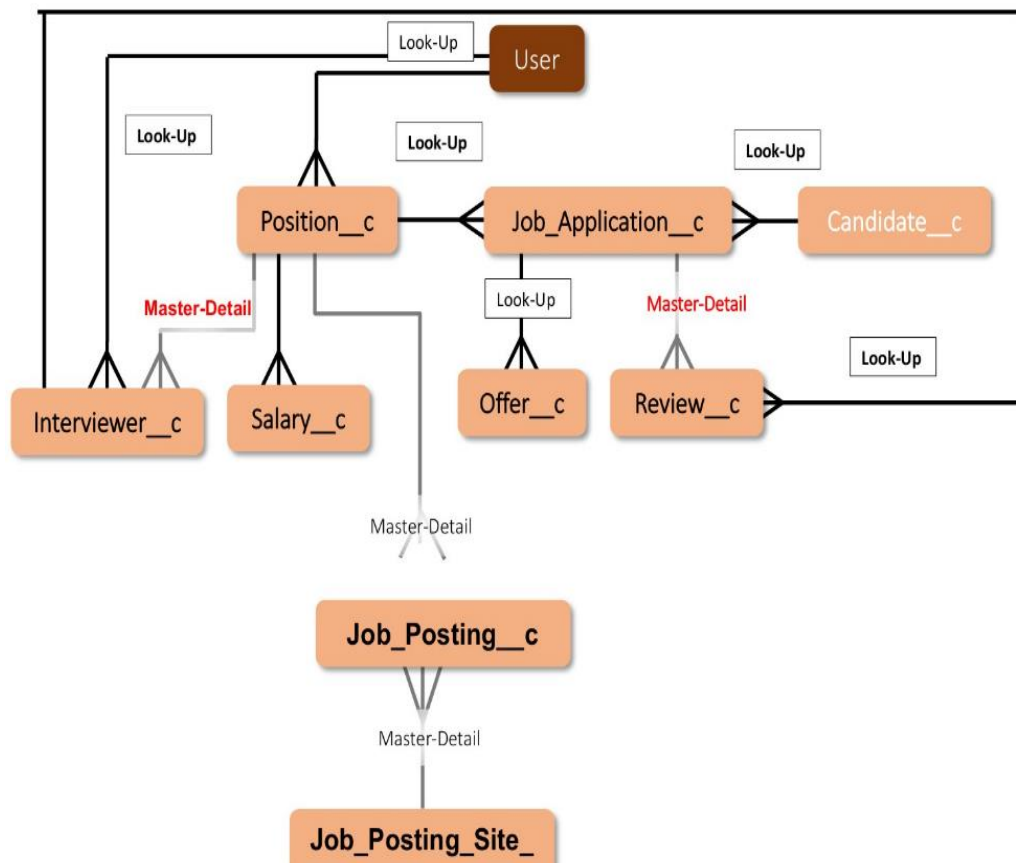 Look-Up
User
Look-Up
Look-Up
Look-Up
Position__c
Job_Application__c
Candidate__c
Master-Detail
Look-Up
Master-Detail
Look-Up
Interviewer__c
Salary__c
Offer__c
Review__c
Master-Detail
Job_Posting__c
Master-Detail
Job_Posting_Site_